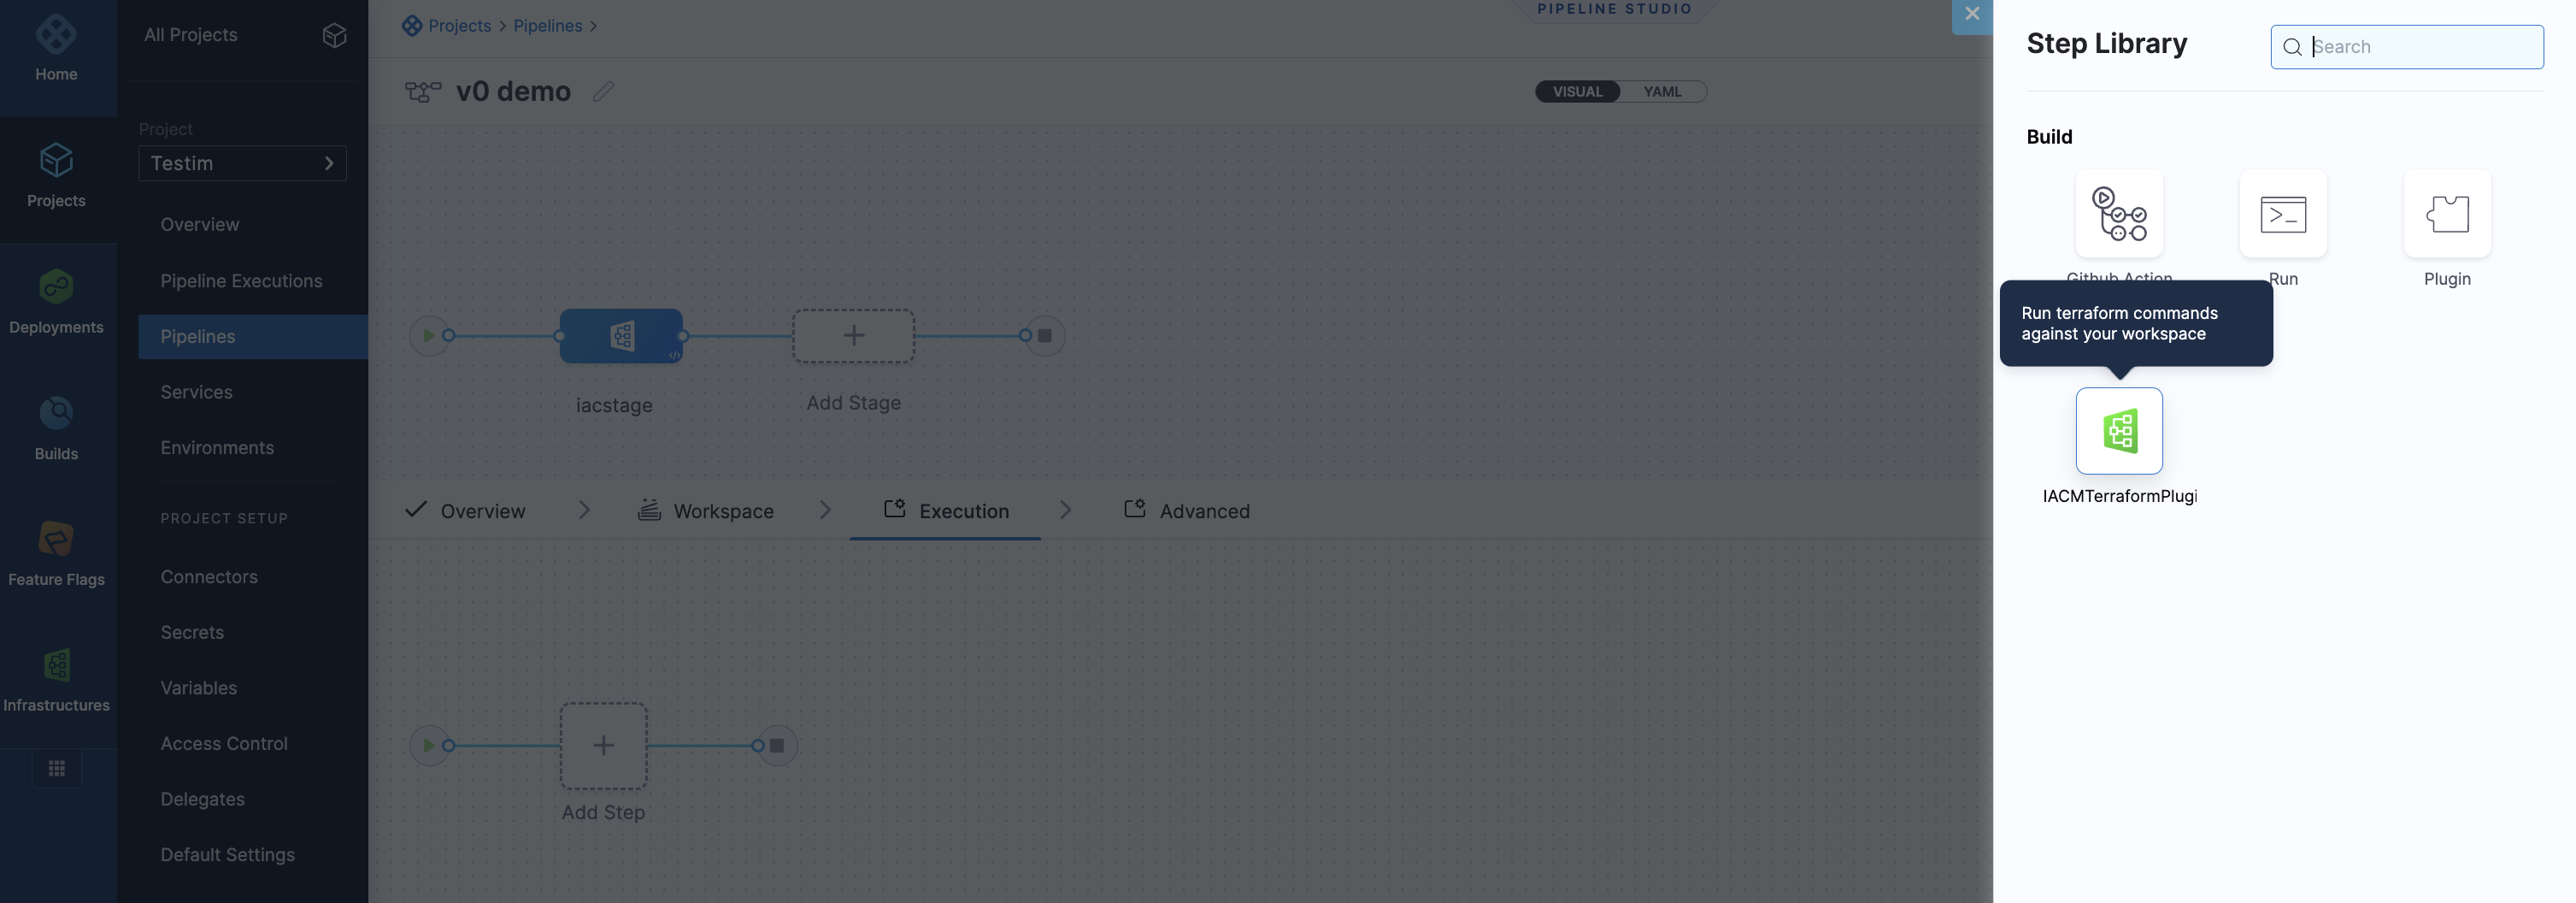 Home
Projects
Deployments
Builds
Feature Flags
Infrastructures
All Projects
Project
Testim
Overview
Pipeline Executions
Pipelines
Services
Environments
PROJECT SETUP
Connectors
Secrets
Variables
Access Control
Delegates
Default Settings
Projects > Pipelines >
PIPELINE STUDIO
v0 demo
VISUAL YAML
iacstage
Add Stage
Overview
Workspace
Execution
Advanced
Add Step
Step Library
Search
Build
Github Action
Run
Plugin
Run terraform commands
against your workspace
IACMTerraformPlugi